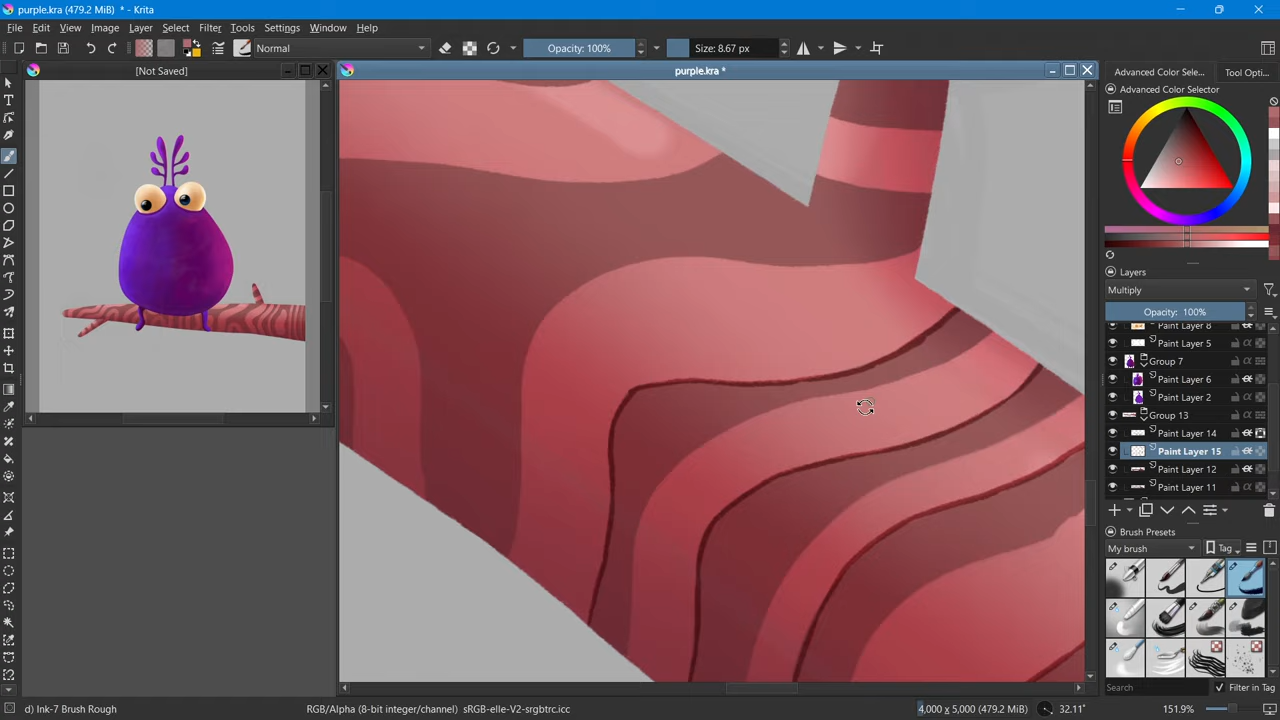 purple.kra (479.2 MiB) * - Krita
File Edit View Image Layer Select Filter Tools Settings Window Help
Normal
Opacity: 100%
Size: 8.67 px
[Not Saved]
purple.kra *
Advanced Color Sele...
Tool Opti...
Advanced Color Selector
Layers
Multiply
Opacity: 100%
Paint Layer 8
Paint Layer 5
Group 7
Paint Layer 6
Paint Layer 2
Group 13
Paint Layer 14
Paint Layer 15
Paint Layer 12
Paint Layer 11
Brush Presets
My brush
Tag
Search
Filter in Tag
d) Ink-7 Brush Rough
RGB/Alpha (8-bit integer/channel) sRGB-elle-V2-srgbtrc.icc
4,000 x 5,000 (479.2 MiB)
32.11°
151.9%